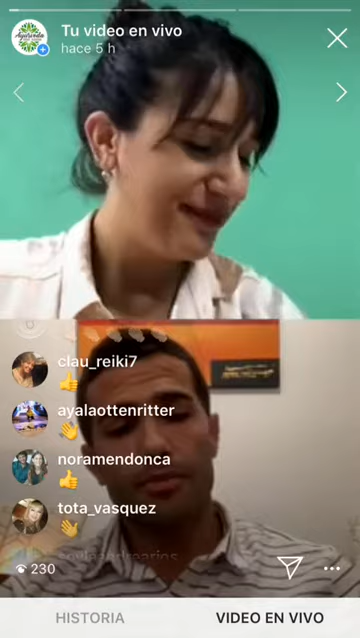 Tu video en vivo
hace 5 h
clau_reiki7
👍
ayalaottenritter
👋
noramendonca
👍
tota_vasquez
👋
230
HISTORIA
VIDEO EN VIVO